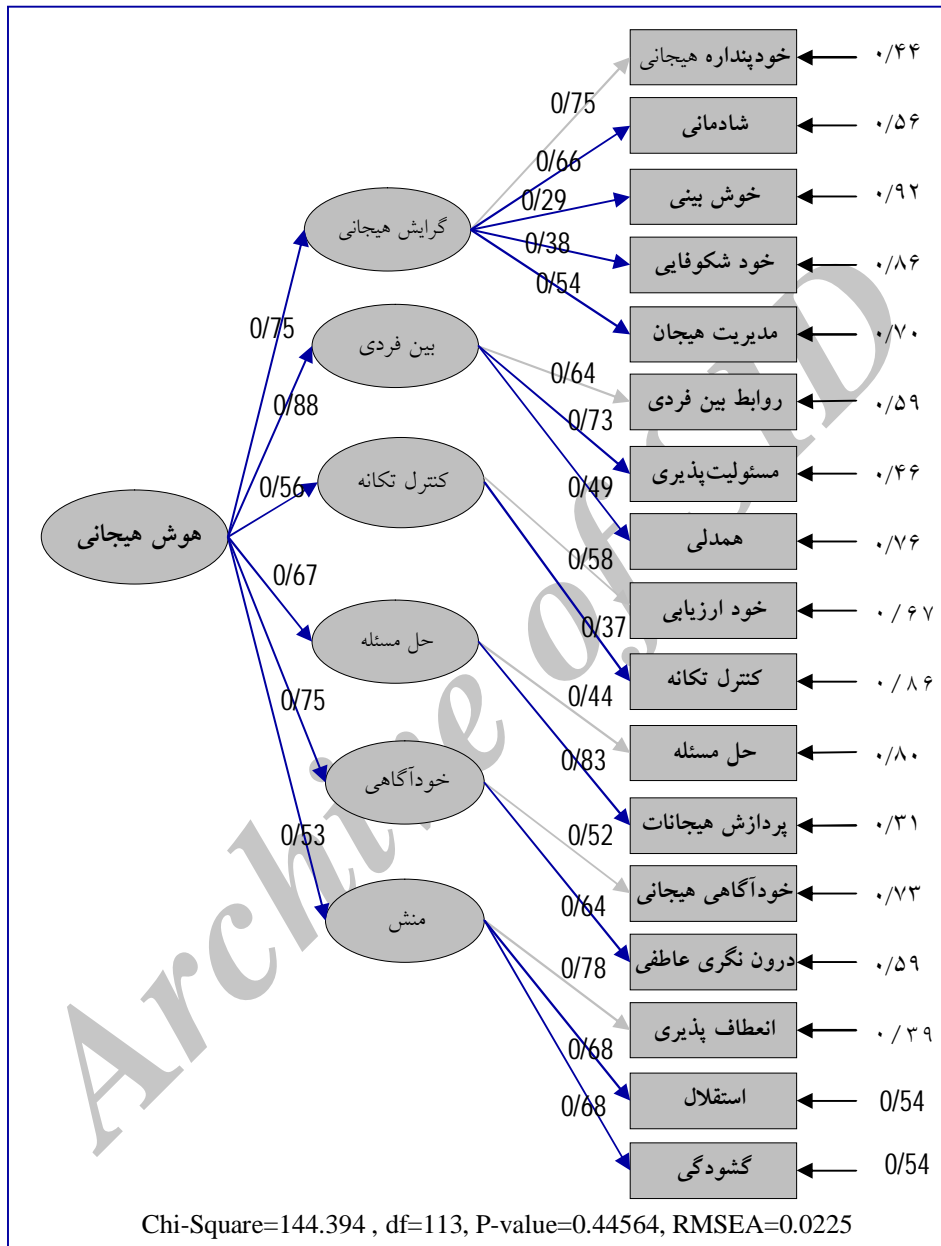 خودپنداره هیجانی
۰/۴۴
0/75
شادمانی
۰/۵۶
0/66
خوش بینی
۰/۹۲
0/29
گرایش هیجانی
خود شکوفایی
۰/۸۶
0/38
0/54
مدیریت هیجان
۰/۷۰
0/75
بین فردی
0/64
روابط بین فردی
۰/۵۹
0/88
0/73
مسئولیت‌پذیری
۰/۴۶
کنترل تکانه
0/56
0/49
همدلی
۰/۷۶
هوش هیجانی
0/58
0/67
خود ارزیابی
۰/۶۷
0/37
حل مسئله
کنترل تکانه
۰/۸۶
0/75
0/44
حل مسئله
۰/۸۰
0/83
خودآگاهی
0/53
0/52
پردازش هیجانات
۰/۳۱
خودآگاهی هیجانی
۰/۷۳
0/64
منش
درون نگری عاطفی
۰/۵۹
0/78
انعطاف پذیری
۰/۳۹
0/68
استقلال
0/54
0/68
گشودگی
0/54
Archive of SID
Chi-Square=144.394 , df=113, P-value=0.44564, RMSEA=0.0225